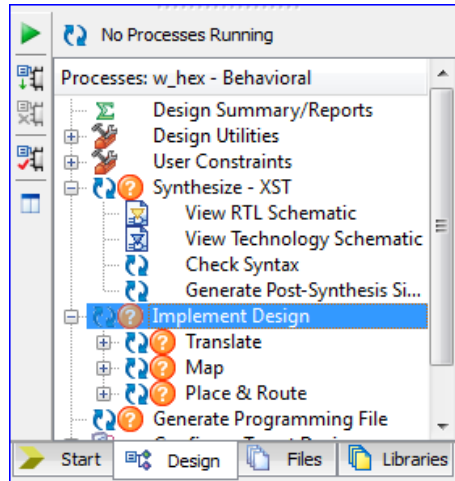 No Processes Running
Processes: w_hex - Behavioral
Design Summary/Reports
Design Utilities
User Constraints
Synthesize - XST
View RTL Schematic
View Technology Schematic
Check Syntax
Generate Post-Synthesis Si...
Implement Design
Translate
Map
Place & Route
Generate Programming File
Start Design Files Libraries